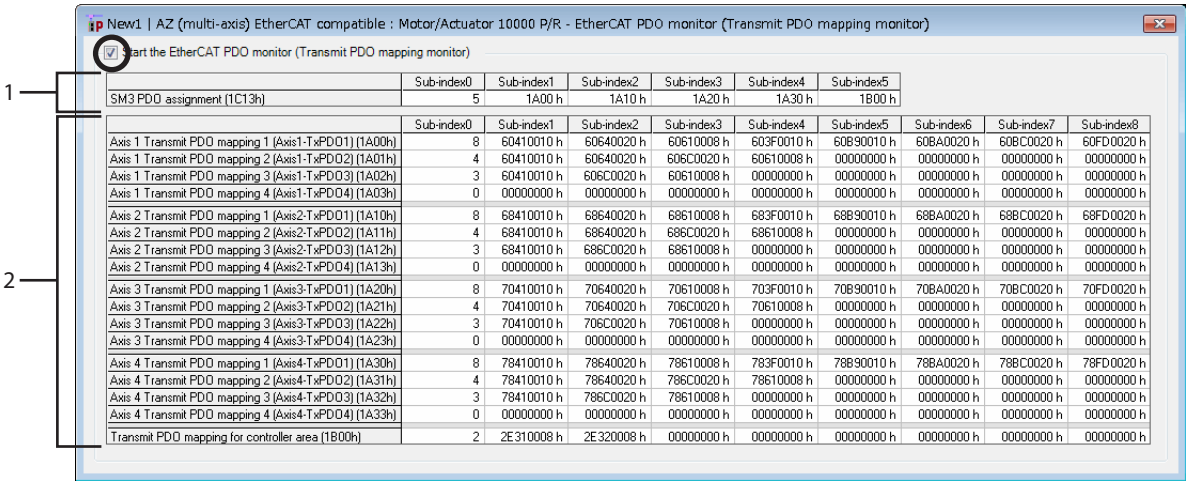 New1 | AZ (multi-axis) EtherCAT compatible : Motor/Actuator 10000 P/R - EtherCAT PDO monitor (Transmit PDO mapping monitor)
Start the EtherCAT PDO monitor (Transmit PDO mapping monitor)
1
Sub-index0 Sub-index1 Sub-index2 Sub-index3 Sub-index4 Sub-index5
SM3 PDO assignment (1C13h) 5 1A00 h 1A10 h 1A20 h 1A30 h 1B00 h
2
Sub-index0 Sub-index1 Sub-index2 Sub-index3 Sub-index4 Sub-index5 Sub-index6 Sub-index7 Sub-index8
Axis 1 Transmit PDO mapping 1 (Axis1-TxPDO1) (1A00h) 8 60410010 h 60640020 h 60610008 h 603F0010 h 60B90010 h 60BA0020 h 60BC0020 h 60FD0020 h
Axis 1 Transmit PDO mapping 2 (Axis1-TxPDO2) (1A01h) 4 60410010 h 60640020 h 606C0020 h 60610008 h 00000000 h 00000000 h 00000000 h 00000000 h
Axis 1 Transmit PDO mapping 3 (Axis1-TxPDO3) (1A02h) 3 60410010 h 606C0020 h 60610008 h 00000000 h 00000000 h 00000000 h 00000000 h 00000000 h
Axis 1 Transmit PDO mapping 4 (Axis1-TxPDO4) (1A03h) 0 00000000 h 00000000 h 00000000 h 00000000 h 00000000 h 00000000 h 00000000 h 00000000 h
Axis 2 Transmit PDO mapping 1 (Axis2-TxPDO1) (1A10h) 8 68410010 h 68640020 h 68610008 h 683F0010 h 68B90010 h 68BA0020 h 68BC0020 h 68FD0020 h
Axis 2 Transmit PDO mapping 2 (Axis2-TxPDO2) (1A11h) 4 68410010 h 68640020 h 686C0020 h 68610008 h 00000000 h 00000000 h 00000000 h 00000000 h
Axis 2 Transmit PDO mapping 3 (Axis2-TxPDO3) (1A12h) 3 68410010 h 686C0020 h 68610008 h 00000000 h 00000000 h 00000000 h 00000000 h 00000000 h
Axis 2 Transmit PDO mapping 4 (Axis2-TxPDO4) (1A13h) 0 00000000 h 00000000 h 00000000 h 00000000 h 00000000 h 00000000 h 00000000 h 00000000 h
Axis 3 Transmit PDO mapping 1 (Axis3-TxPDO1) (1A20h) 8 70410010 h 70640020 h 70610008 h 703F0010 h 70B90010 h 70BA0020 h 70BC0020 h 70FD0020 h
Axis 3 Transmit PDO mapping 2 (Axis3-TxPDO2) (1A21h) 4 70410010 h 70640020 h 706C0020 h 70610008 h 00000000 h 00000000 h 00000000 h 00000000 h
Axis 3 Transmit PDO mapping 3 (Axis3-TxPDO3) (1A22h) 3 70410010 h 706C0020 h 70610008 h 00000000 h 00000000 h 00000000 h 00000000 h 00000000 h
Axis 3 Transmit PDO mapping 4 (Axis3-TxPDO4) (1A23h) 0 00000000 h 00000000 h 00000000 h 00000000 h 00000000 h 00000000 h 00000000 h 00000000 h
Axis 4 Transmit PDO mapping 1 (Axis4-TxPDO1) (1A30h) 8 78410010 h 78640020 h 78610008 h 783F0010 h 78B90010 h 78BA0020 h 78BC0020 h 78FD0020 h
Axis 4 Transmit PDO mapping 2 (Axis4-TxPDO2) (1A31h) 4 78410010 h 78640020 h 786C0020 h 78610008 h 00000000 h 00000000 h 00000000 h 00000000 h
Axis 4 Transmit PDO mapping 3 (Axis4-TxPDO3) (1A32h) 3 78410010 h 786C0020 h 78610008 h 00000000 h 00000000 h 00000000 h 00000000 h 00000000 h
Axis 4 Transmit PDO mapping 4 (Axis4-TxPDO4) (1A33h) 0 00000000 h 00000000 h 00000000 h 00000000 h 00000000 h 00000000 h 00000000 h 00000000 h
Transmit PDO mapping for controller area (1B00h) 2 2E310008 h 2E320008 h 00000000 h 00000000 h 00000000 h 00000000 h 00000000 h 00000000 h